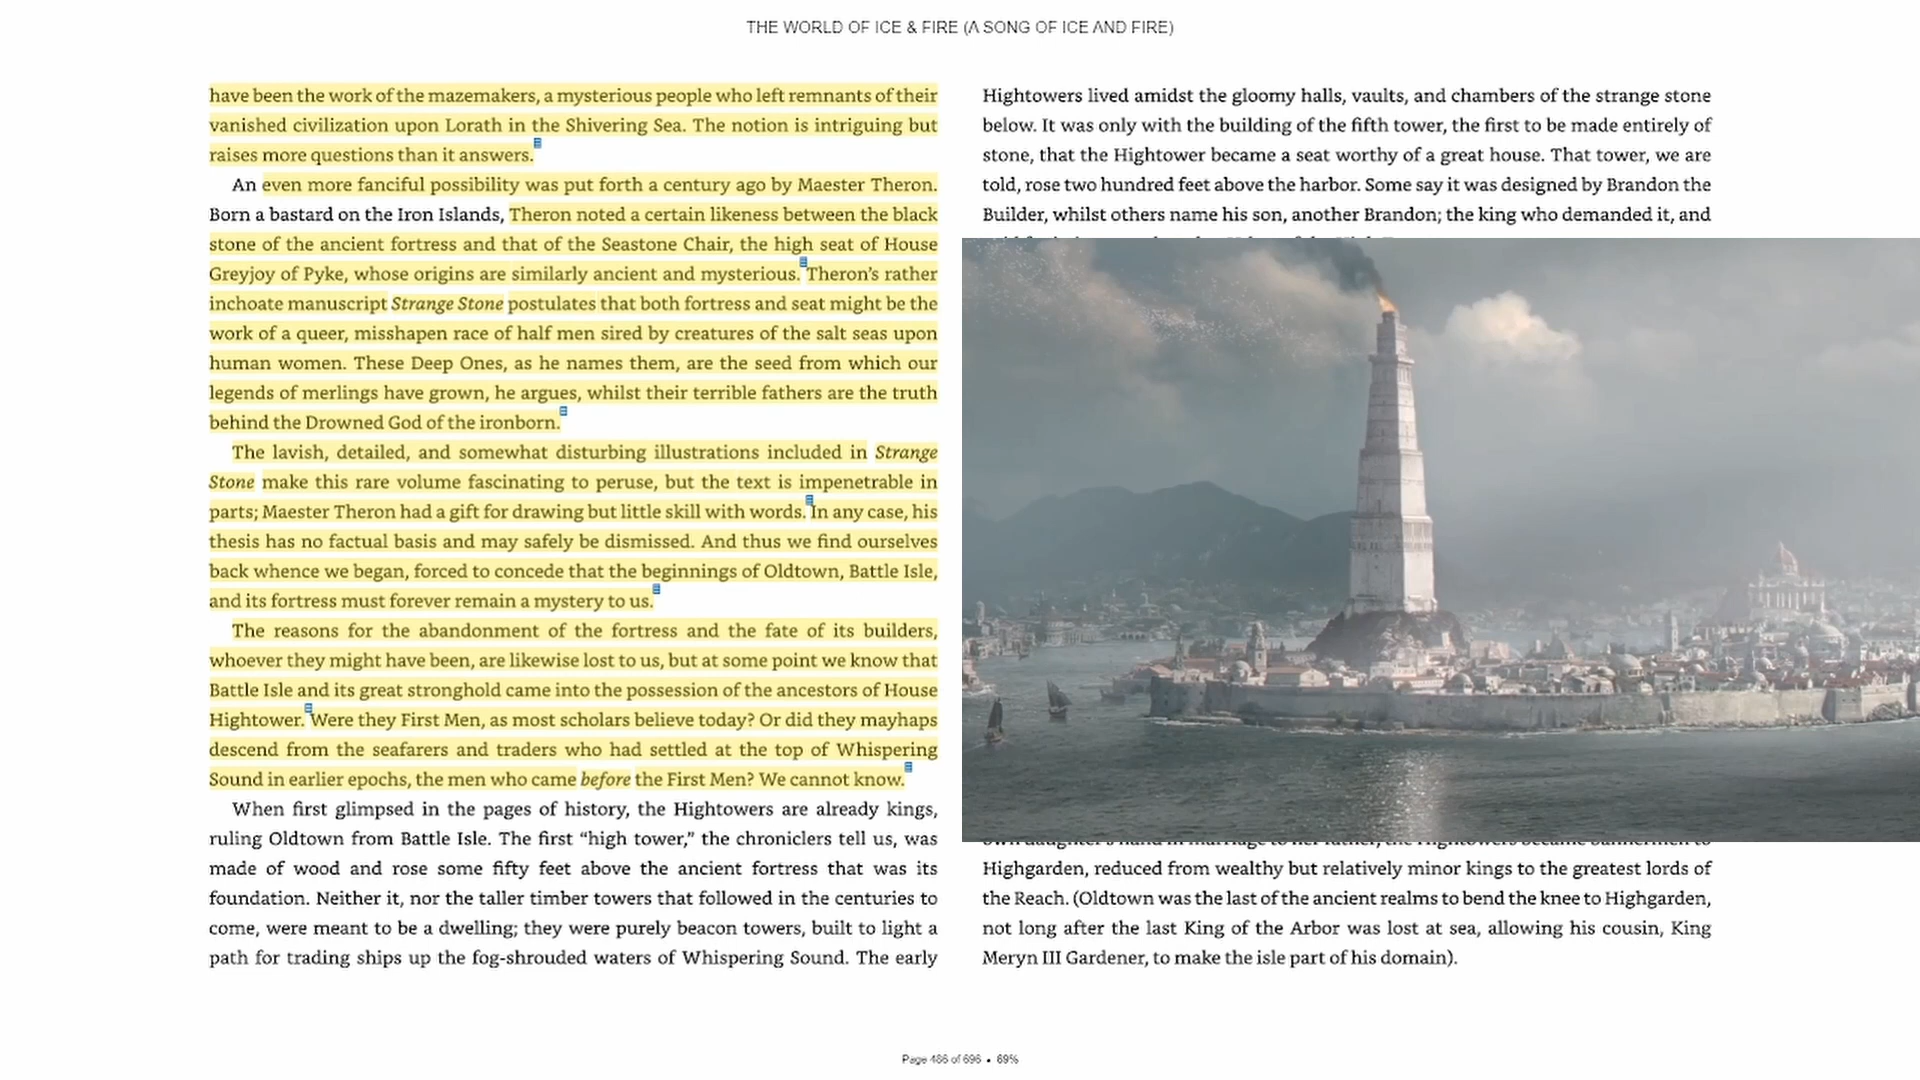 THE WORLD OF ICE & FIRE (A SONG OF ICE AND FIRE)
have been the work of the mazemakers, a mysterious people who left remnants of their
vanished civilization upon Lorath in the Shivering Sea. The notion is intriguing but
raises more questions than it answers.
An even more fanciful possibility was put forth a century ago by Maester Theron.
Born a bastard on the Iron Islands, Theron noted a certain likeness between the black
stone of the ancient fortress and that of the Seastone Chair, the high seat of House
Greyjoy of Pyke, whose origins are similarly ancient and mysterious. Theron’s rather
inchoate manuscript Strange Stone postulates that both fortress and seat might be the
work of a queer, misshapen race of half men sired by creatures of the salt seas upon
human women. These Deep Ones, as he names them, are the seed from which our
legends of merlings have grown, he argues, whilst their terrible fathers are the truth
behind the Drowned God of the ironborn.
The lavish, detailed, and somewhat disturbing illustrations included in Strange
Stone make this rare volume fascinating to peruse, but the text is impenetrable in
parts; Maester Theron had a gift for drawing but little skill with words. In any case, his
thesis has no factual basis and may safely be dismissed. And thus we find ourselves
back whence we began, forced to concede that the beginnings of Oldtown, Battle Isle,
and its fortress must forever remain a mystery to us.
The reasons for the abandonment of the fortress and the fate of its builders,
whoever they might have been, are likewise lost to us, but at some point we know that
Battle Isle and its great stronghold came into the possession of the ancestors of House
Hightower. Were they First Men, as most scholars believe today? Or did they mayhaps
descend from the seafarers and traders who had settled at the top of Whispering
Sound in earlier epochs, the men who came before the First Men? We cannot know.
When first glimpsed in the pages of history, the Hightowers are already kings,
ruling Oldtown from Battle Isle. The first “high tower,” the chroniclers tell us, was
made of wood and rose some fifty feet above the ancient fortress that was its
foundation. Neither it, nor the taller timber towers that followed in the centuries to
come, were meant to be a dwelling; they were purely beacon towers, built to light a
path for trading ships up the fog-shrouded waters of Whispering Sound. The early
Hightowers lived amidst the gloomy halls, vaults, and chambers of the strange stone
below. It was only with the building of the fifth tower, the first to be made entirely of
stone, that the Hightower became a seat worthy of a great house. That tower, we are
told, rose two hundred feet above the harbor. Some say it was designed by Brandon the
Builder, whilst others name his son, another Brandon; the king who demanded it, and
Highgarden, reduced from wealthy but relatively minor kings to the greatest lords of
the Reach. (Oldtown was the last of the ancient realms to bend the knee to Highgarden,
not long after the last King of the Arbor was lost at sea, allowing his cousin, King
Meryn III Gardener, to make the isle part of his domain).
Page 486 of 696 • 69%